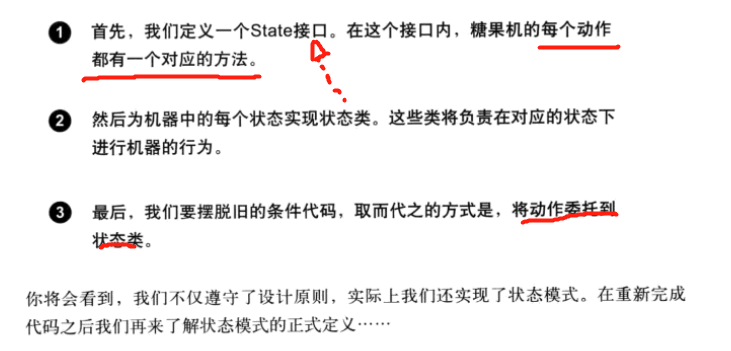 1 首先，我们定义一个State接口。在这个接口内，糖果机的每个动作
都有一个对应的方法。
2 然后为机器中的每个状态实现状态类。这些类将负责在对应的状态下
进行机器的行为。
3 最后，我们要摆脱旧的条件代码，取而代之的方式是，将动作委托到
状态类。
你将会看到，我们不仅遵守了设计原则，实际上我们还实现了状态模式。在重新完成
代码之后我们再来了解状态模式的正式定义……